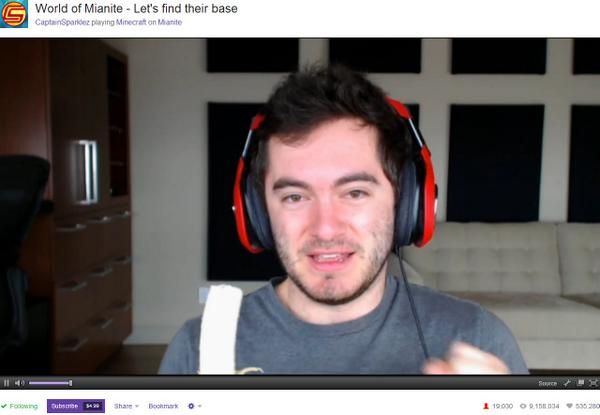 World of Mianite - Let's find their base
CaptainSparklez playing Minecraft on Mianite
Source
Following Subscribe $4.99 Share Bookmark 19,030 9,158,034 535,280